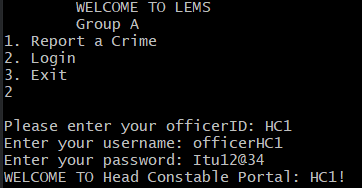 WELCOME TO LEMS
Group A
1. Report a Crime
2. Login
3. Exit
2
Please enter your officerID: HC1
Enter your username: officerHC1
Enter your password: Itu12@34
WELCOME TO Head Constable Portal: HC1!